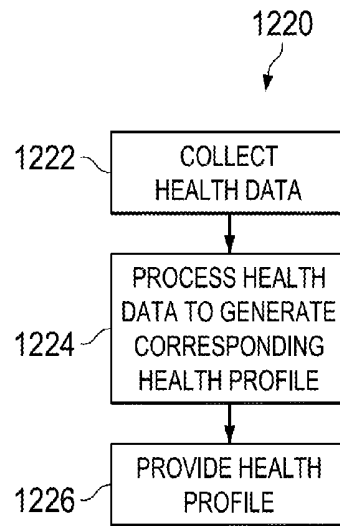 1220
1222
COLLECT
HEALTH DATA
1224
PROCESS HEALTH
DATA TO GENERATE
CORRESPONDING
HEALTH PROFILE
1226
PROVIDE HEALTH
PROFILE